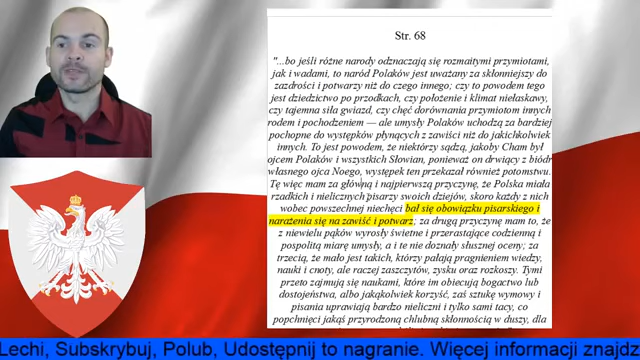 Str. 68
"...bo jeśli różne narody odznaczają się rozmaitymi przymiotami,
jak i wadami, to naród Polaków jest uważany za skłonniejszy do
zazdrości i potwarzy niż do czego innego; czy to powodem tego
jest dziedzictwo po przodkach, czy położenie i klimat niełaskawy,
czy tajemna siła gwiazd, czy chęć dorównania przymiotom innych
rodem i pochodzeniem — ale umysły Polaków uchodzą za bardziej
pochopne do występków płynących z zawiści niż do jakichkolwiek
innych. To jest powodem, że niektórzy sądzą, jakoby Cham był
ojcem Polaków i wszystkich Słowian, ponieważ on drwiący z bioder
własnego ojca Noego, występek ten przekazał również potomstwu.
Tę więc mam za główną i najpierwszą przyczynę, że Polska miała
rzadkich i nielicznych pisarzy swoich dziejów, skoro każdy z nich
wobec powszechnej niechęci bał się obowiązku pisarskiego i
narażenia się na zawiść i potwarz; za drugą przyczynę mam to, że
z niewielu pąków wyrosły świetne i przerastające codzienną i
pospolitą miarę umysły, a i te nie doznały słusznej oceny; za
trzecią, że mało jest takich, którzy pałają pragnieniem wiedzy,
nauki i cnoty, ale raczej zaszczytów, zysku oraz rozkoszy. Tymi
przeto zajmują się naukami, które im obiecują bogactwo lub
dostojeństwa, albo jakąkolwiek korzyść, zaś sztukę wymowy i
pisania uprawiają bardzo nieliczni i tylko sami tacy, co
popchnięci jakąś przyrodzoną chlubną skłonnością w duszy, dla
Lechi, Subskrybuj, Polub, Udostępnij to nagranie. Więcej informacji znajdz